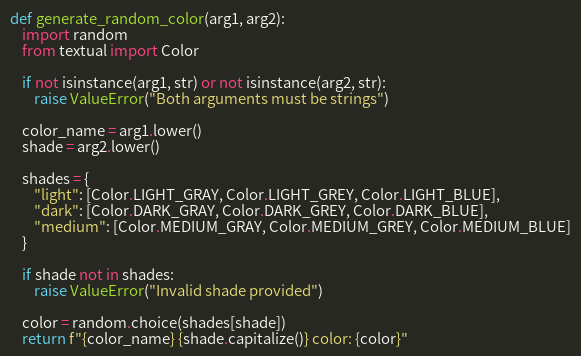 def generate_random_color(arg1, arg2):
    import random
    from textual import Color

    if not isinstance(arg1, str) or not isinstance(arg2, str):
        raise ValueError("Both arguments must be strings")

    color_name = arg1.lower()
    shade = arg2.lower()

    shades = {
        "light": [Color.LIGHT_GRAY, Color.LIGHT_GREY, Color.LIGHT_BLUE],
        "dark": [Color.DARK_GRAY, Color.DARK_GREY, Color.DARK_BLUE],
        "medium": [Color.MEDIUM_GRAY, Color.MEDIUM_GREY, Color.MEDIUM_BLUE]
    }

    if shade not in shades:
        raise ValueError("Invalid shade provided")

    color = random.choice(shades[shade])
    return f"{color_name} {shade.capitalize()} color: {color}"